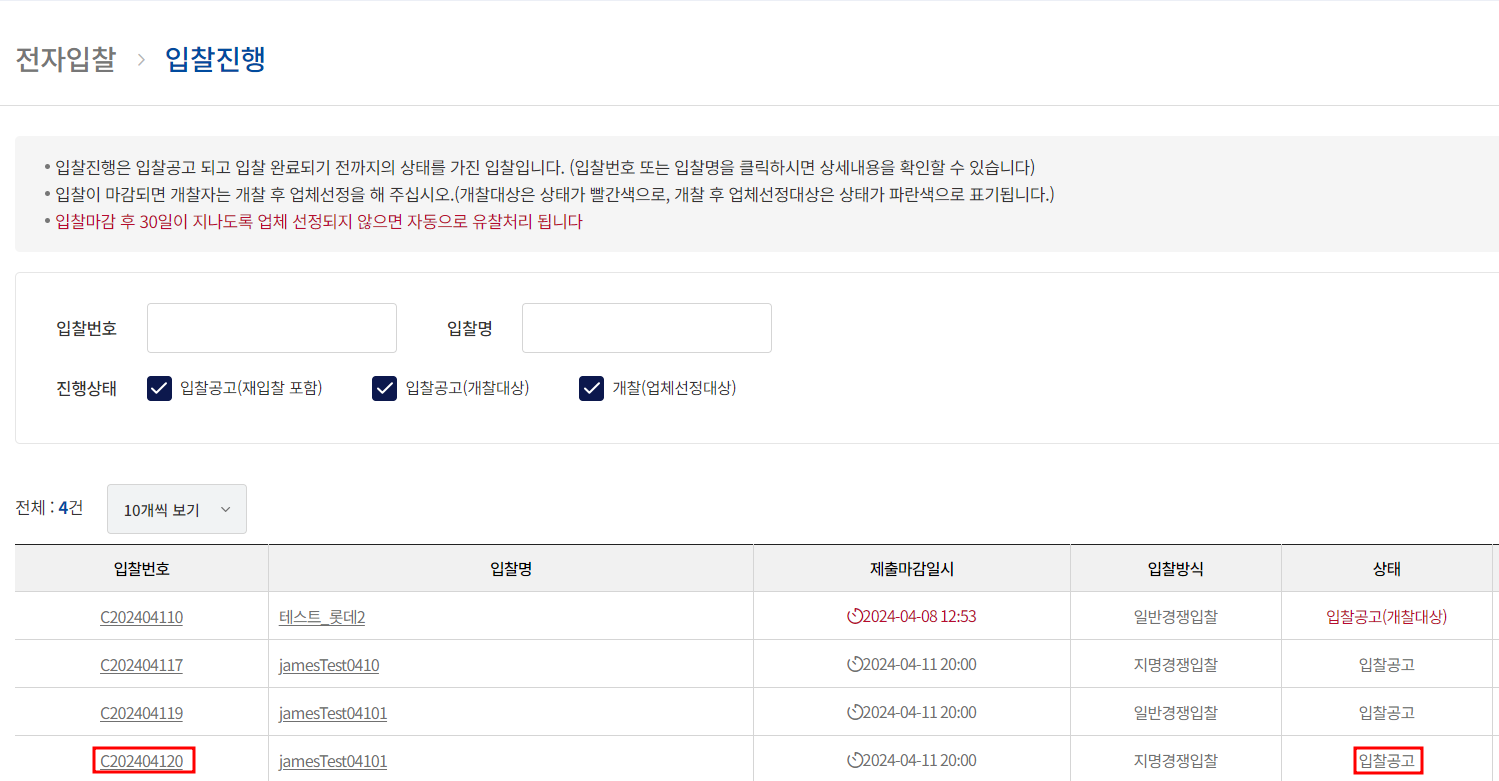 전자입찰 > 입찰진행
• 입찰진행은 입찰공고 되고 입찰 완료되기 전까지의 상태를 가진 입찰입니다. (입찰번호 또는 입찰명을 클릭하시면 상세내용을 확인할 수 있습니다)
• 입찰이 마감되면 개찰자는 개찰 후 업체선정을 해 주십시오.(개찰대상은 상태가 빨간색으로, 개찰 후 업체선정대상은 상태가 파란색으로 표기됩니다.)
• 입찰마감 후 30일이 지나도록 업체 선정되지 않으면 자동으로 유찰처리 됩니다
입찰번호 입찰명
진행상태 입찰공고(재입찰 포함) 입찰공고(개찰대상) 개찰(업체선정대상)
전체 : 4건 10개씩 보기
입찰번호 입찰명 제출마감일시 입찰방식 상태
C202404110 테스트_롯데2 2024-04-08 12:53 일반경쟁입찰 입찰공고(개찰대상)
C202404117 jamesTest0410 2024-04-11 20:00 지명경쟁입찰 입찰공고
C202404119 jamesTest04101 2024-04-11 20:00 일반경쟁입찰 입찰공고
C202404120 jamesTest04101 2024-04-11 20:00 지명경쟁입찰 입찰공고